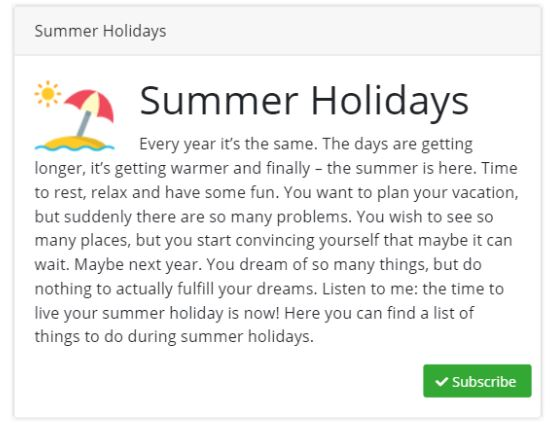 Summer Holidays
Summer Holidays
Every year it’s the same. The days are getting
longer, it’s getting warmer and finally – the summer is here. Time
to rest, relax and have some fun. You want to plan your vacation,
but suddenly there are so many problems. You wish to see so
many places, but you start convincing yourself that maybe it can
wait. Maybe next year. You dream of so many things, but do
nothing to actually fulfill your dreams. Listen to me: the time to
live your summer holiday is now! Here you can find a list of
things to do during summer holidays.
Subscribe